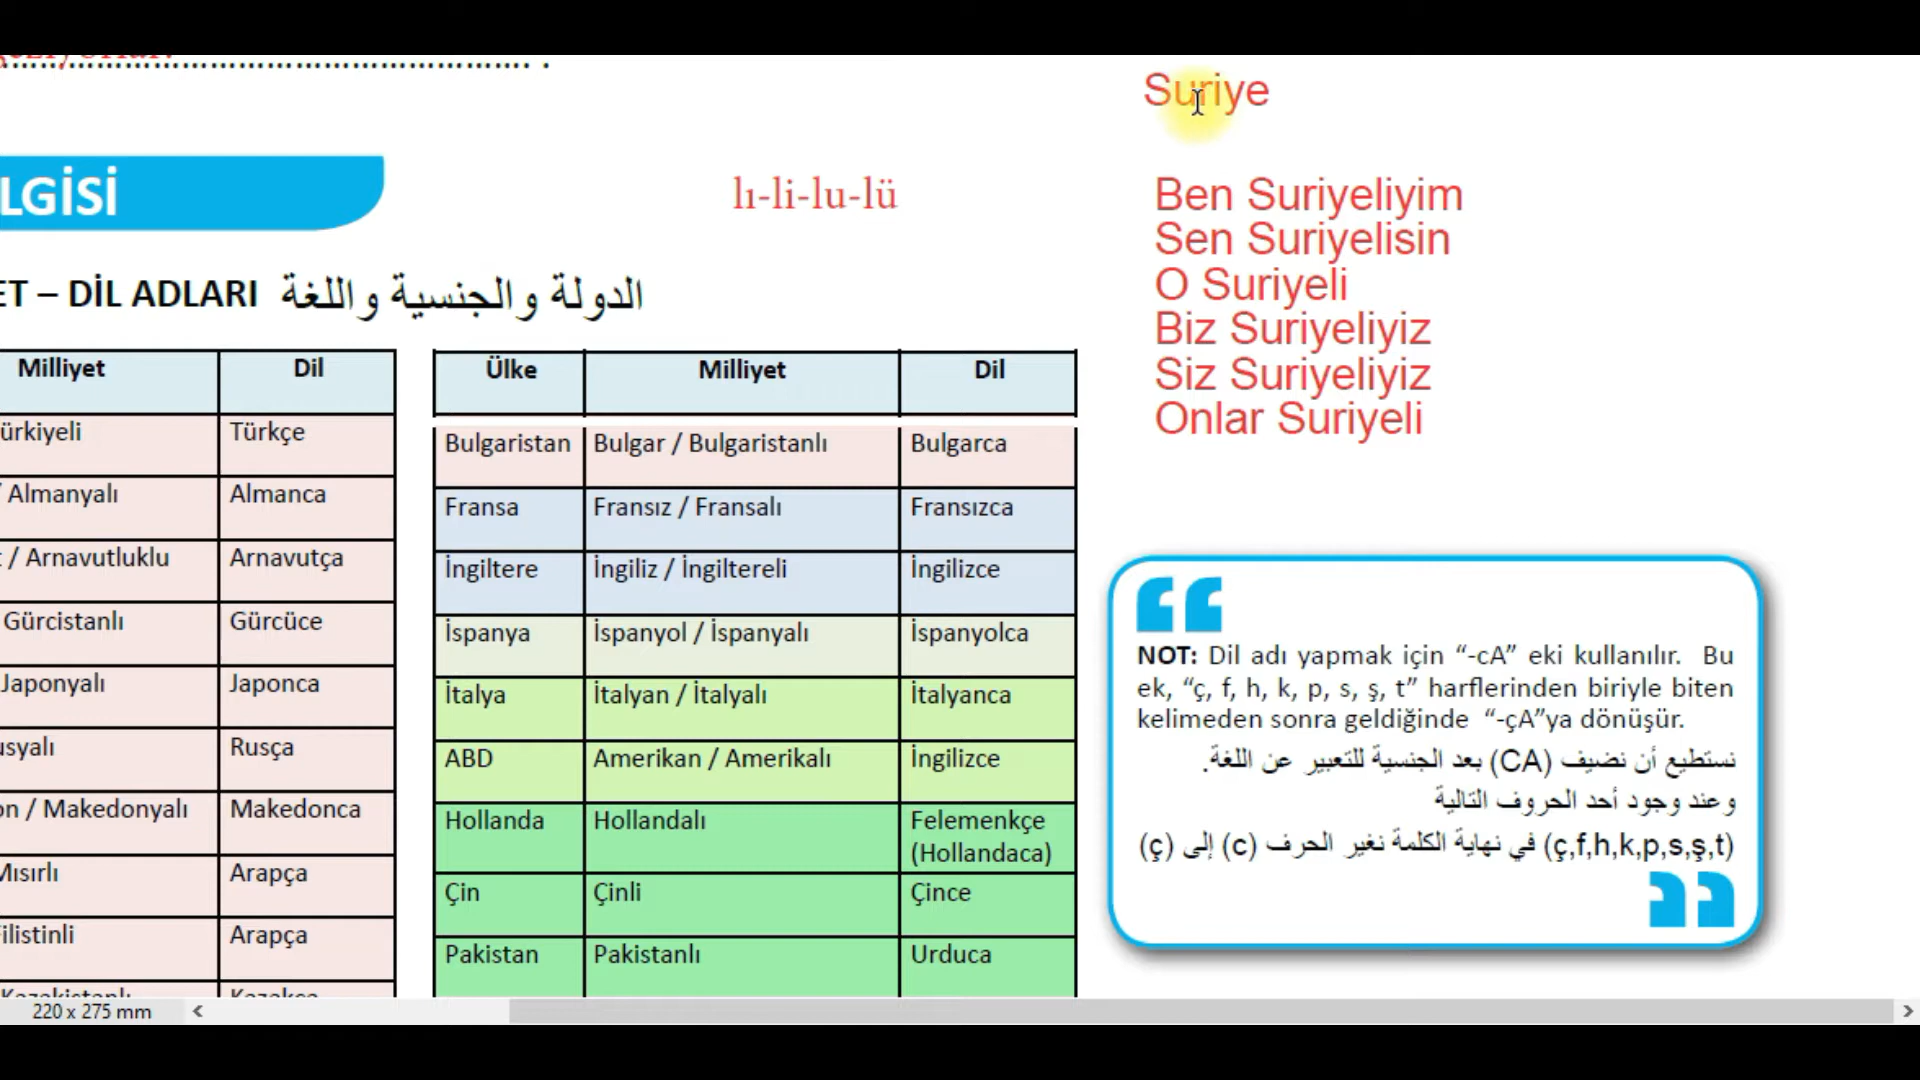 LGİSİ
lı-li-lu-lü
ET – DİL ADLARI الدولة والجنسية واللغة
Milliyet Dil
ürkiyeli Türkçe
/ Almanyalı Almanca
/ Arnavutluklu Arnavutça
Gürcistanlı Gürcüce
Japonyalı Japonca
usyalı Rusça
on / Makedonyalı Makedonca
Mısırlı Arapça
ilistinli Arapça
Ülke Milliyet Dil
Bulgaristan Bulgar / Bulgaristanlı Bulgarca
Fransa Fransız / Fransalı Fransızca
İngiltere İngiliz / İngiltereli İngilizce
İspanya İspanyol / İspanyalı İspanyolca
İtalya İtalyan / İtalyalı İtalyanca
ABD Amerikan / Amerikalı İngilizce
Hollanda Hollandalı Felemenkçe
(Hollandaca)
Çin Çinli Çince
Pakistan Pakistanlı Urduca
Suriye
Ben Suriyeliyim
Sen Suriyelisin
O Suriyeli
Biz Suriyeliyiz
Siz Suriyeliyiz
Onlar Suriyeli
NOT: Dil adı yapmak için “-cA” eki kullanılır. Bu
ek, “ç, f, h, k, p, s, ş, t” harflerinden biriyle biten
kelimeden sonra geldiğinde “-çA”ya dönüşür.
نستطيع أن نضيف (CA) بعد الجنسية للتعبير عن اللغة.
وعند وجود أحد الحروف التالية
(ç,f,h,k,p,s,ş,t) في نهاية الكلمة نغير الحرف (c) إلى (ç)
220 x 275 mm